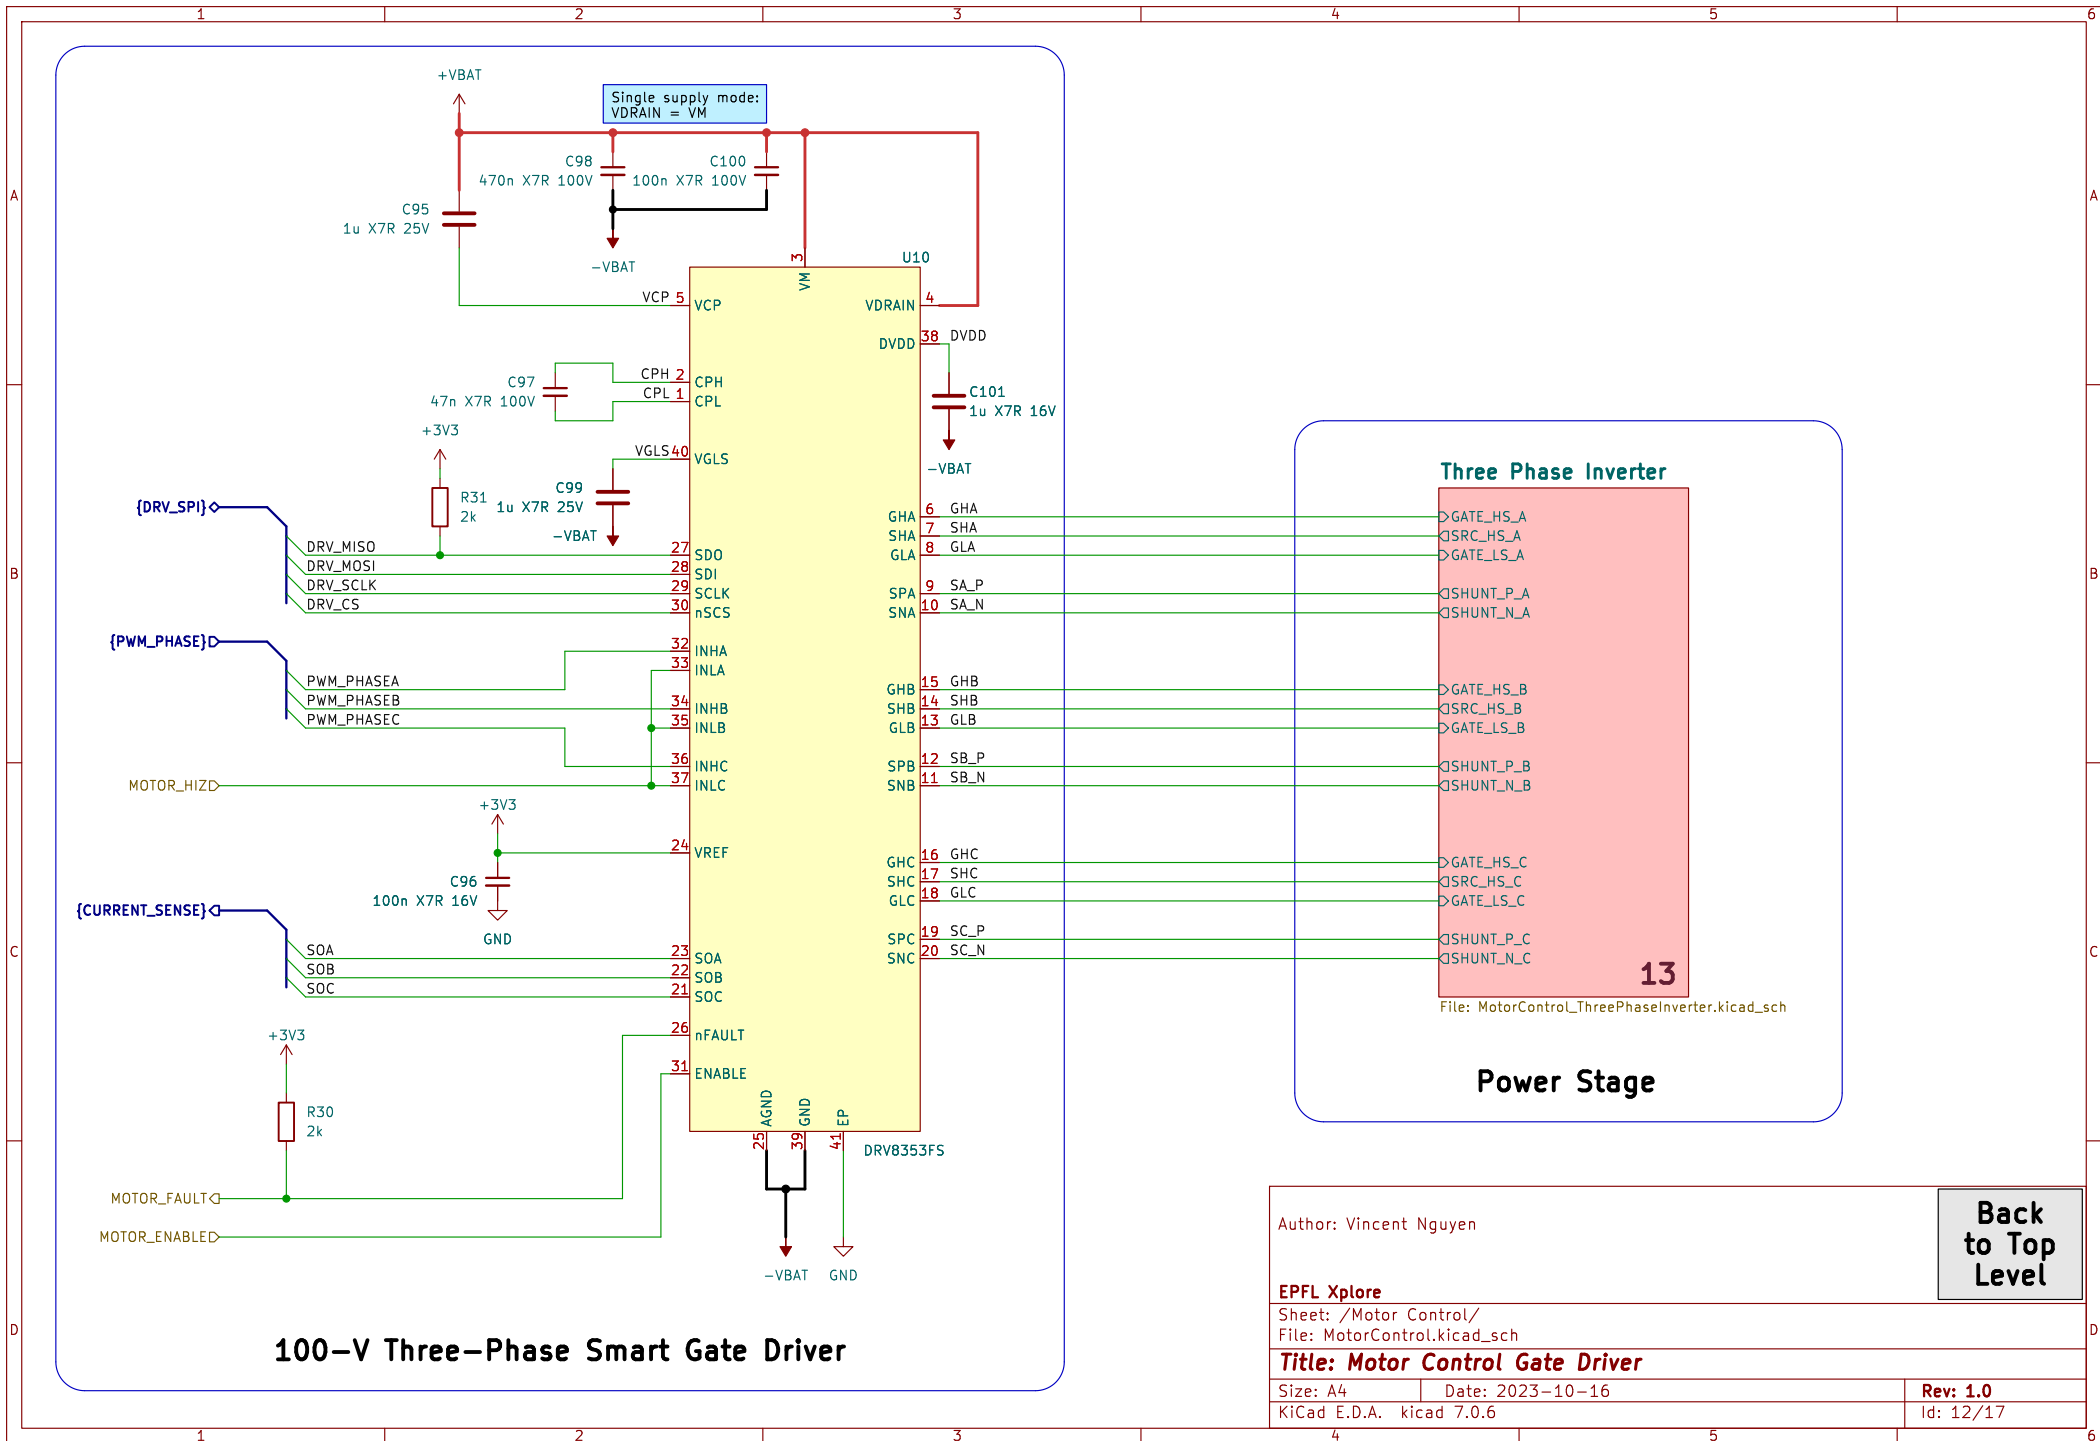 1 2 3 4 5 6
A
B
C
D
A
B
C
D
+VBAT
Single supply mode:
VDRAIN = VM
C98
470n X7R 100V
C100
100n X7R 100V
C95
1u X7R 25V
-VBAT
U10
3
VM
VCP 5 VCP
VDRAIN 4
DVDD 38 DVDD
C101
1u X7R 16V
-VBAT
C97
47n X7R 100V
CPH 2 CPH
CPL 1 CPL
+3V3
R31
2k
VGLS 40 VGLS
C99
1u X7R 25V
-VBAT
{DRV_SPI}
DRV_MISO 27 SDO
DRV_MOSI 28 SDI
DRV_SCLK 29 SCLK
DRV_CS 30 nSCS
{PWM_PHASE}
32 INHA
33 INLA
PWM_PHASEA
PWM_PHASEB 34 INHB
PWM_PHASEC 35 INLB
36 INHC
MOTOR_HIZ 37 INLC
+3V3
24 VREF
C96
100n X7R 16V
GND
{CURRENT_SENSE}
SOA 23 SOA
SOB 22 SOB
SOC 21 SOC
+3V3
26 nFAULT
31 ENABLE
R30
2k
MOTOR_FAULT
MOTOR_ENABLE
AGND GND EP
25 39 41
DRV8353FS
-VBAT GND
GHA 6 GHA
SHA 7 SHA
GLA 8 GLA
SPA 9 SA_P
SNA 10 SA_N
GHB 15 GHB
SHB 14 SHB
GLB 13 GLB
SPB 12 SB_P
SNB 11 SB_N
GHC 16 GHC
SHC 17 SHC
GLC 18 GLC
SPC 19 SC_P
SNC 20 SC_N
100-V Three-Phase Smart Gate Driver
Three Phase Inverter
GATE_HS_A
SRC_HS_A
GATE_LS_A
SHUNT_P_A
SHUNT_N_A
GATE_HS_B
SRC_HS_B
GATE_LS_B
SHUNT_P_B
SHUNT_N_B
GATE_HS_C
SRC_HS_C
GATE_LS_C
SHUNT_P_C
SHUNT_N_C
13
File: MotorControl_ThreePhaseInverter.kicad_sch
Power Stage
Author: Vincent Nguyen
Back
to Top
Level
EPFL Xplore
Sheet: /Motor Control/
File: MotorControl.kicad_sch
Title: Motor Control Gate Driver
Size: A4 Date: 2023-10-16 Rev: 1.0
KiCad E.D.A. kicad 7.0.6 Id: 12/17
1 2 3 4 5 6